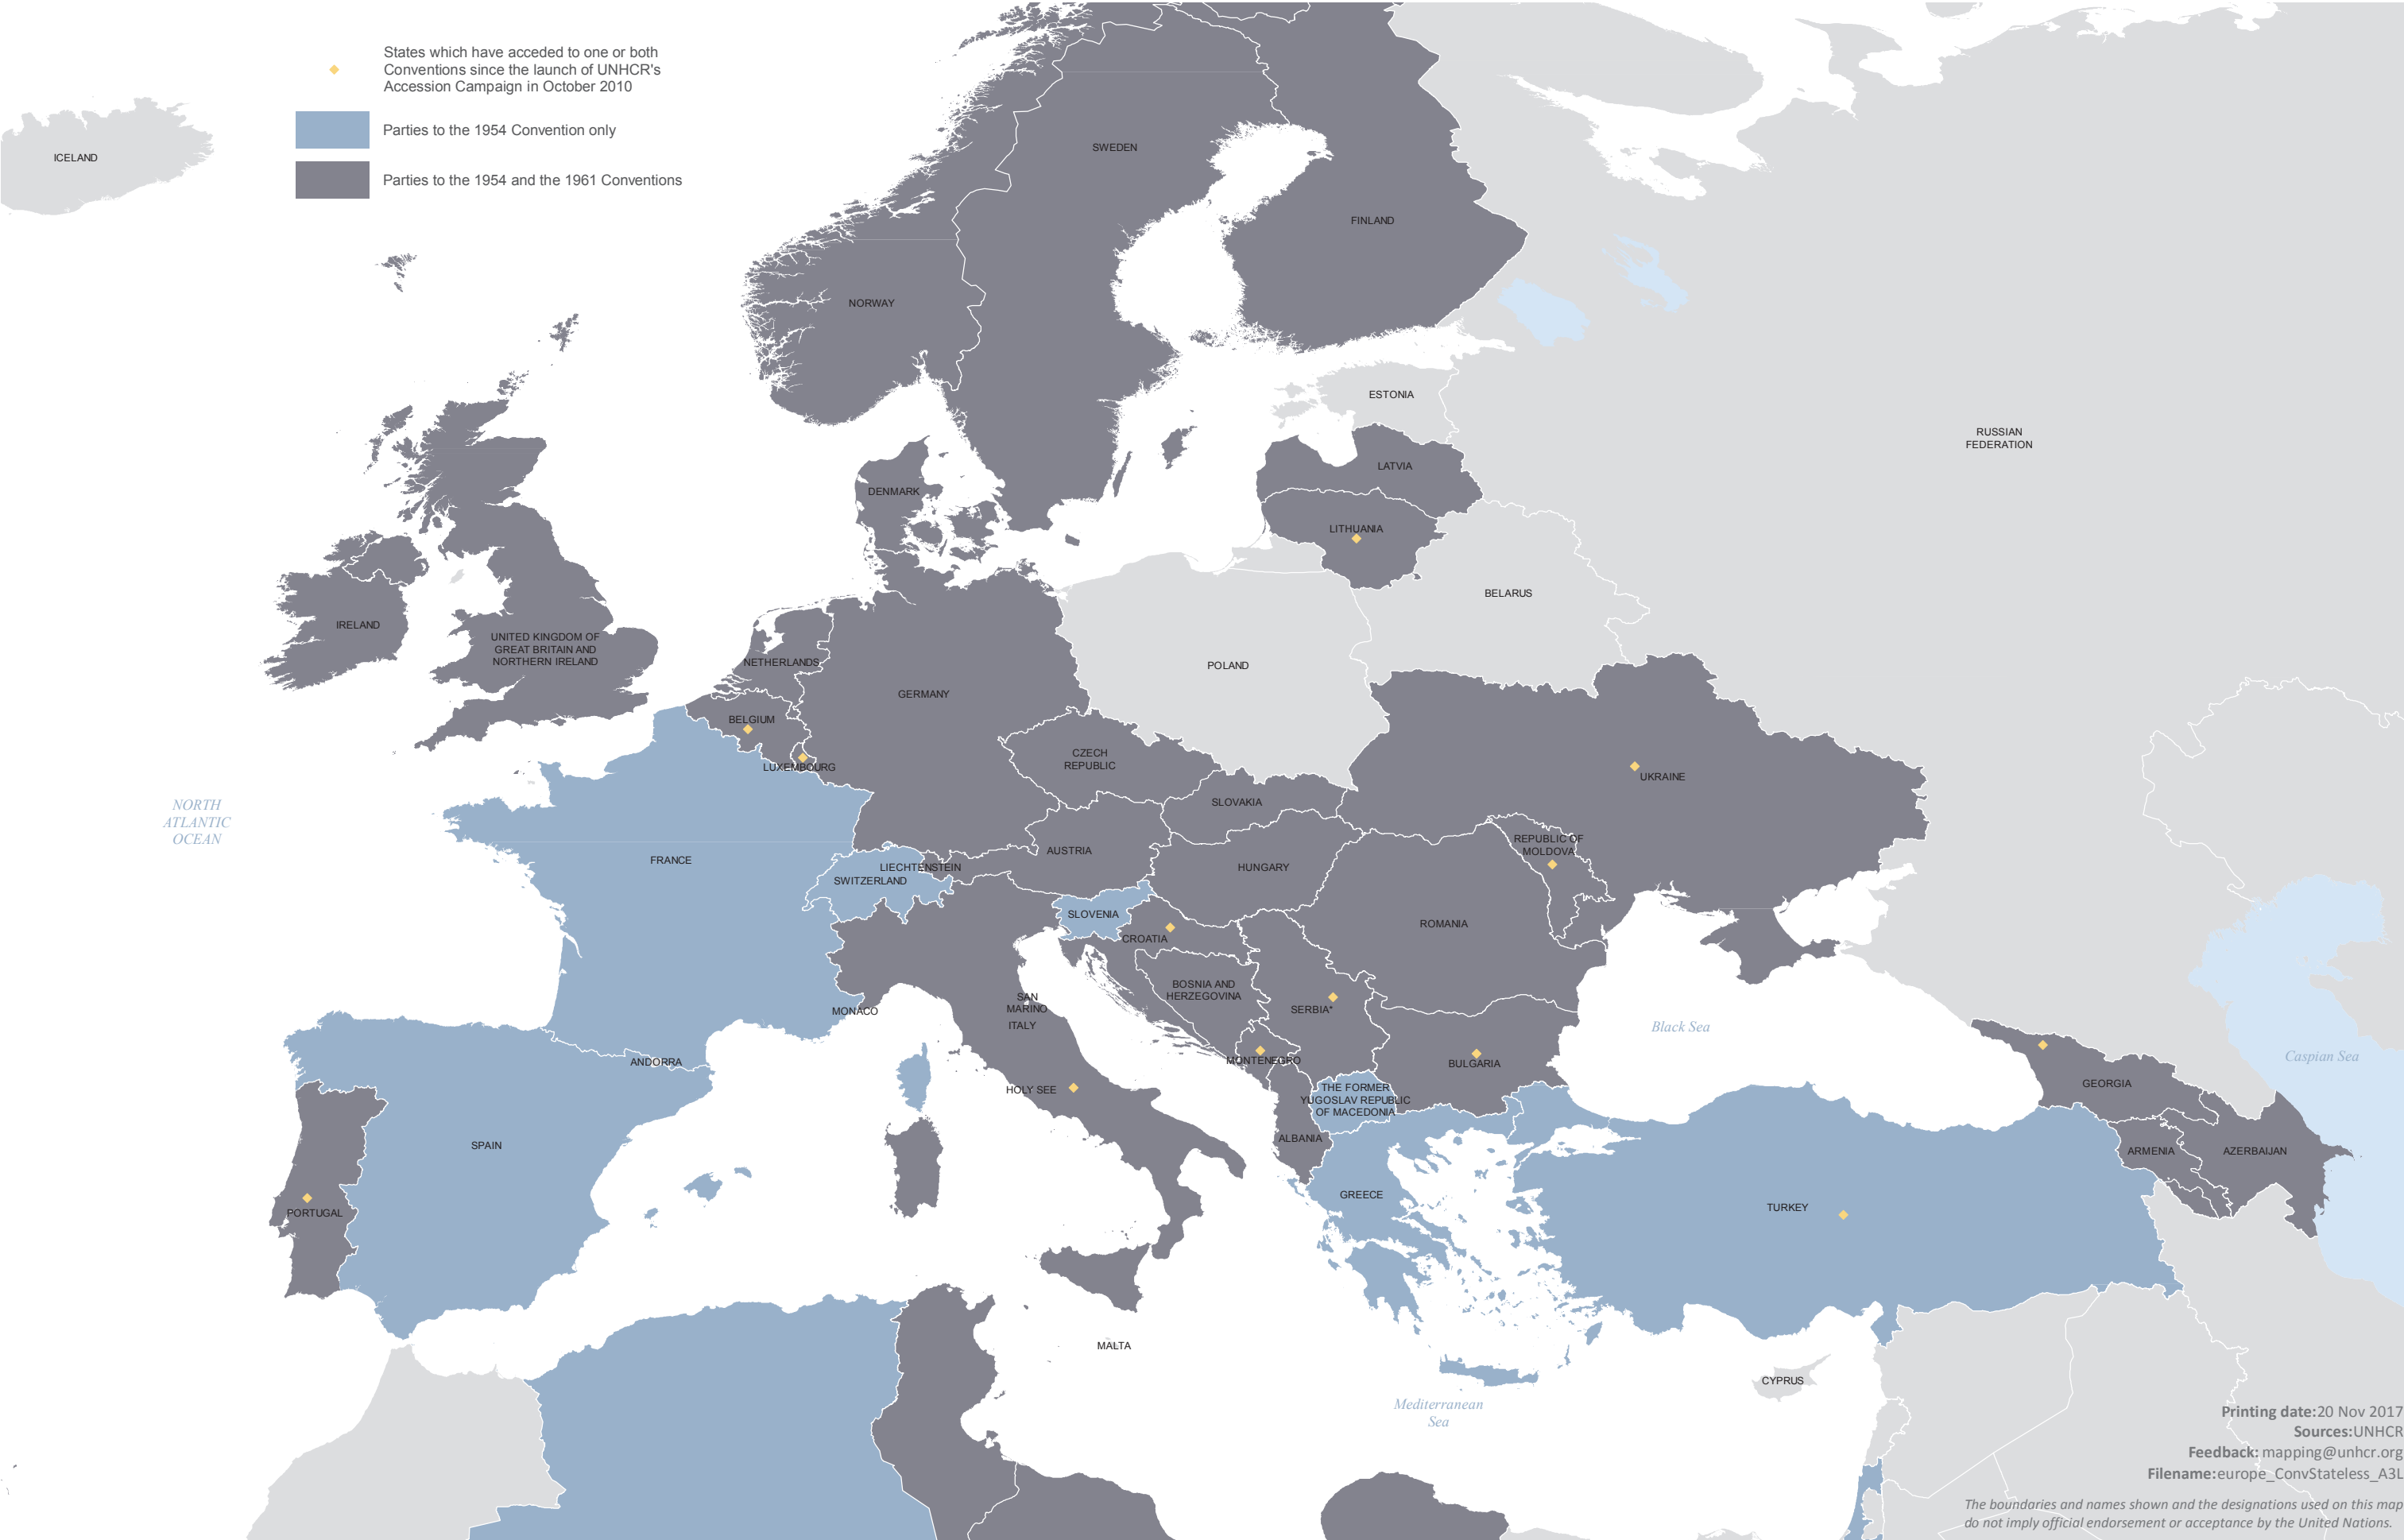 States which have acceded to one or both
Conventions since the launch of UNHCR's
Accession Campaign in October 2010
Parties to the 1954 Convention only
Parties to the 1954 and the 1961 Conventions
ICELAND
SWEDEN
FINLAND
NORWAY
ESTONIA
RUSSIAN
FEDERATION
LATVIA
DENMARK
LITHUANIA
BELARUS
IRELAND
UNITED KINGDOM OF
GREAT BRITAIN AND
NORTHERN IRELAND
NETHERLANDS
POLAND
GERMANY
BELGIUM
LUXEMBOURG
CZECH
REPUBLIC
UKRAINE
SLOVAKIA
NORTH
ATLANTIC
OCEAN
FRANCE
AUSTRIA
REPUBLIC OF
MOLDOVA
LIECHTENSTEIN
SWITZERLAND
HUNGARY
SLOVENIA
CROATIA
ROMANIA
BOSNIA AND
HERZEGOVINA
SAN
MARINO
MONACO
ITALY
SERBIA*
Black Sea
Caspian Sea
ANDORRA
MONTENEGRO
BULGARIA
HOLY SEE
THE FORMER
YUGOSLAV REPUBLIC
OF MACEDONIA
GEORGIA
SPAIN
ALBANIA
ARMENIA
AZERBAIJAN
GREECE
TURKEY
PORTUGAL
MALTA
CYPRUS
Mediterranean
Sea
Printing date:20 Nov 2017
Sources:UNHCR
Feedback: mapping@unhcr.org
Filename:europe_ConvStateless_A3L
The boundaries and names shown and the designations used on this map
do not imply official endorsement or acceptance by the United Nations.